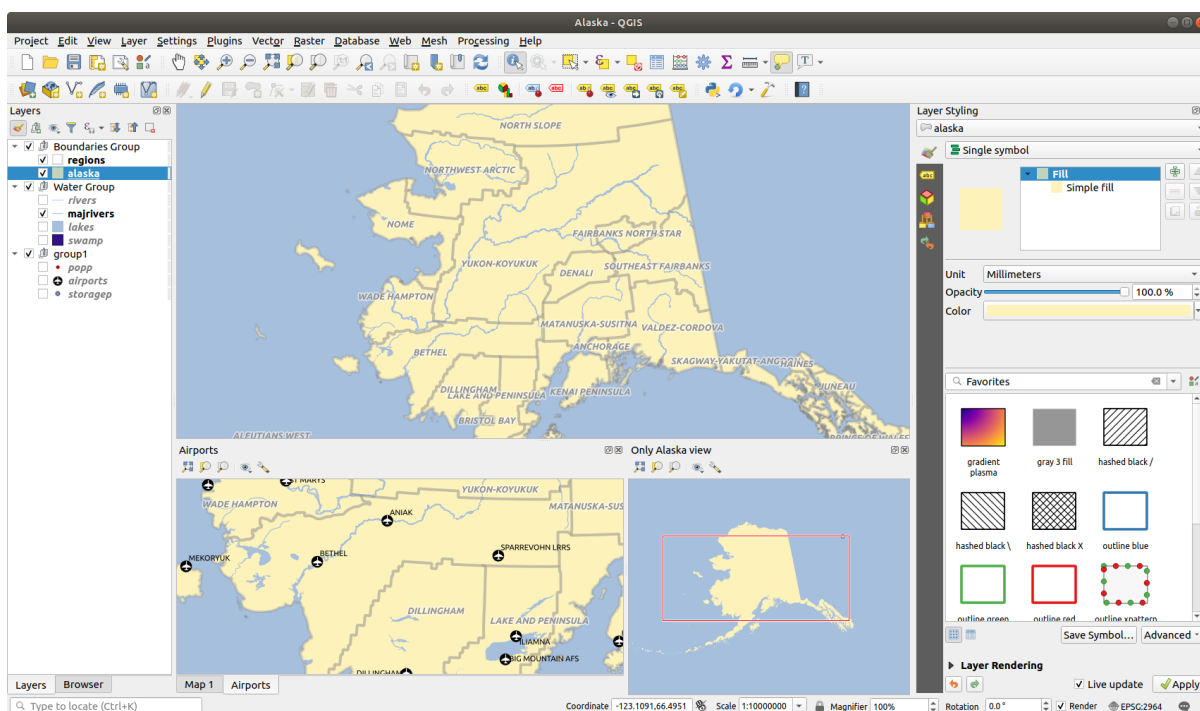 Alaska - QGIS
Project Edit View Layer Settings Plugins Vector Raster Database Web Mesh Processing Help
Layers
Boundaries Group
regions
alaska
Water Group
rivers
majrivers
lakes
swamp
group1
popp
airports
storagep
Layers Browser
NORTH SLOPE
NORTHWEST ARCTIC
NOME
FAIRBANKS NORTH STAR
YUKON-KOYUKUK
DENALI
SOUTHEAST FAIRBANKS
WADE HAMPTON
MATANUSKA-SUSITNA
VALDEZ-CORDOVA
BETHEL
ANCHORAGE
SKAGWAY-YAKUTAT-ANGOON
HAINES
DILLINGHAM
LAKE AND PENINSULA
KENAI PENINSULA
JUNEAU
BRISTOL BAY
ALEUTIANS WEST
PRINCE OF WALES
Airports
ST MARYS
YUKON-KOYUKUK
WADE HAMPTON
MATANUSKA-SUS
ANIAK
SPARREVOHN LRRS
BETHEL
MEKORYUK
DILLINGHAM
LAKE AND PENINSULA
ILIAMNA
BIG MOUNTAIN AFS
DILLINGHAM
Map 1 Airports
Only Alaska view
Layer Styling
alaska
Single symbol
Fill
Simple fill
Unit Millimeters
Opacity 100.0 %
Color
Favorites
gradient plasma
gray 3 fill
hashed black /
hashed black \
hashed black X
outline blue
outline green
outline red
outline xpattern
Save Symbol... Advanced
Layer Rendering
Live update Apply
Type to locate (Ctrl+K)
Coordinate -123.1091,66.4951 Scale 1:10000000 Magnifier 100% Rotation 0.0 ° Render EPSG:2964